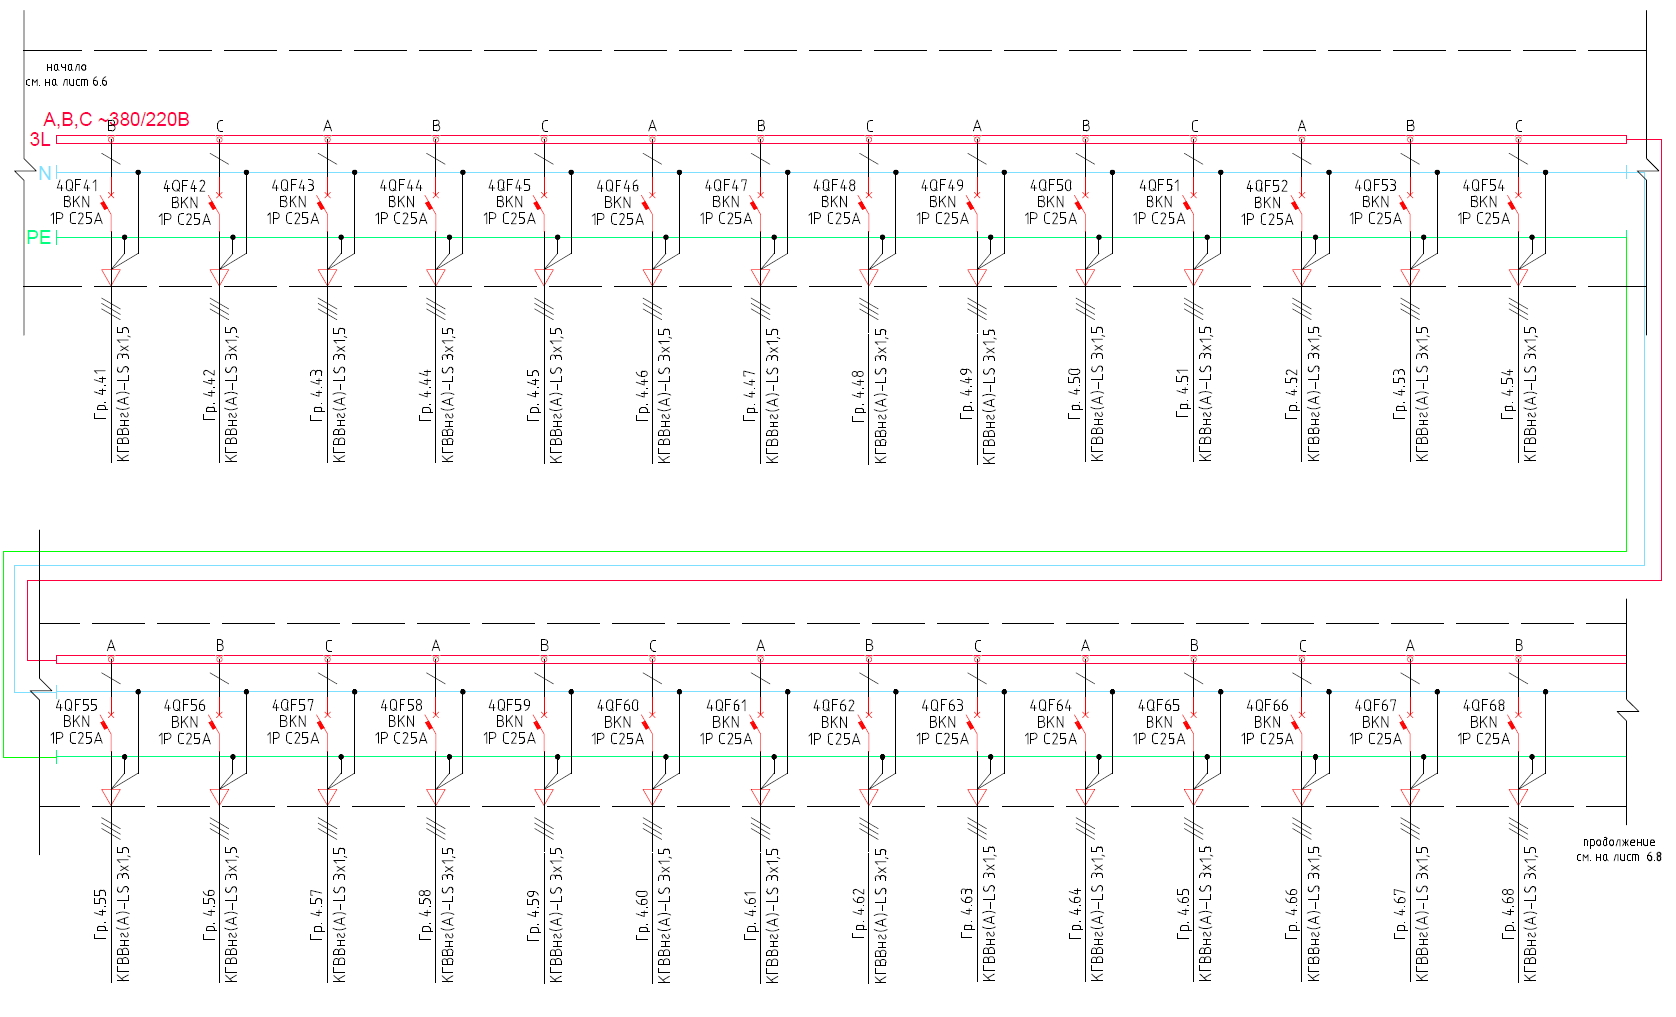 начало
см. на лист 6.6
A,B,C ~380/220В
B C A B C A B C A B C A B C
3L
N
4QF41 4QF42 4QF43 4QF44 4QF45 4QF46 4QF47 4QF48 4QF49 4QF50 4QF51 4QF52 4QF53 4QF54
BKN BKN BKN BKN BKN BKN BKN BKN BKN BKN BKN BKN BKN BKN
1P C25A 1P C25A 1P C25A 1P C25A 1P C25A 1P C25A 1P C25A 1P C25A 1P C25A 1P C25A 1P C25A 1P C25A 1P C25A 1P C25A
PE
Гр. 4.41
КГВВнг(А)-LS 3x1,5
Гр. 4.42
КГВВнг(А)-LS 3x1,5
Гр. 4.43
КГВВнг(А)-LS 3x1,5
Гр. 4.44
КГВВнг(А)-LS 3x1,5
Гр. 4.45
КГВВнг(А)-LS 3x1,5
Гр. 4.46
КГВВнг(А)-LS 3x1,5
Гр. 4.47
КГВВнг(А)-LS 3x1,5
Гр. 4.48
КГВВнг(А)-LS 3x1,5
Гр. 4.49
КГВВнг(А)-LS 3x1,5
Гр. 4.50
КГВВнг(А)-LS 3x1,5
Гр. 4.51
КГВВнг(А)-LS 3x1,5
Гр. 4.52
КГВВнг(А)-LS 3x1,5
Гр. 4.53
КГВВнг(А)-LS 3x1,5
Гр. 4.54
КГВВнг(А)-LS 3x1,5
A B C A B C A B C A B C A B
4QF55 4QF56 4QF57 4QF58 4QF59 4QF60 4QF61 4QF62 4QF63 4QF64 4QF65 4QF66 4QF67 4QF68
BKN BKN BKN BKN BKN BKN BKN BKN BKN BKN BKN BKN BKN BKN
1P C25A 1P C25A 1P C25A 1P C25A 1P C25A 1P C25A 1P C25A 1P C25A 1P C25A 1P C25A 1P C25A 1P C25A 1P C25A 1P C25A
Гр. 4.55
КГВВнг(А)-LS 3x1,5
Гр. 4.56
КГВВнг(А)-LS 3x1,5
Гр. 4.57
КГВВнг(А)-LS 3x1,5
Гр. 4.58
КГВВнг(А)-LS 3x1,5
Гр. 4.59
КГВВнг(А)-LS 3x1,5
Гр. 4.60
КГВВнг(А)-LS 3x1,5
Гр. 4.61
КГВВнг(А)-LS 3x1,5
Гр. 4.62
КГВВнг(А)-LS 3x1,5
Гр. 4.63
КГВВнг(А)-LS 3x1,5
Гр. 4.64
КГВВнг(А)-LS 3x1,5
Гр. 4.65
КГВВнг(А)-LS 3x1,5
Гр. 4.66
КГВВнг(А)-LS 3x1,5
Гр. 4.67
КГВВнг(А)-LS 3x1,5
Гр. 4.68
КГВВнг(А)-LS 3x1,5
продолжение
см. на лист 6.8